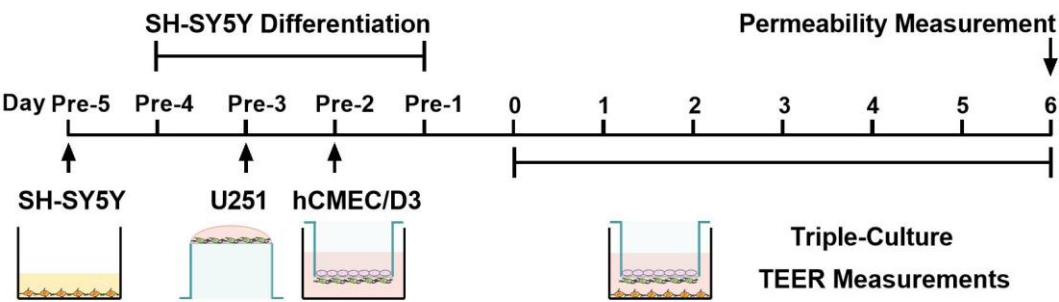 SH-SY5Y Differentiation
Permeability Measurement
Day Pre-5 Pre-4 Pre-3 Pre-2 Pre-1 0 1 2 3 4 5 6
SH-SY5Y U251 hCMEC/D3
Triple-Culture
TEER Measurements